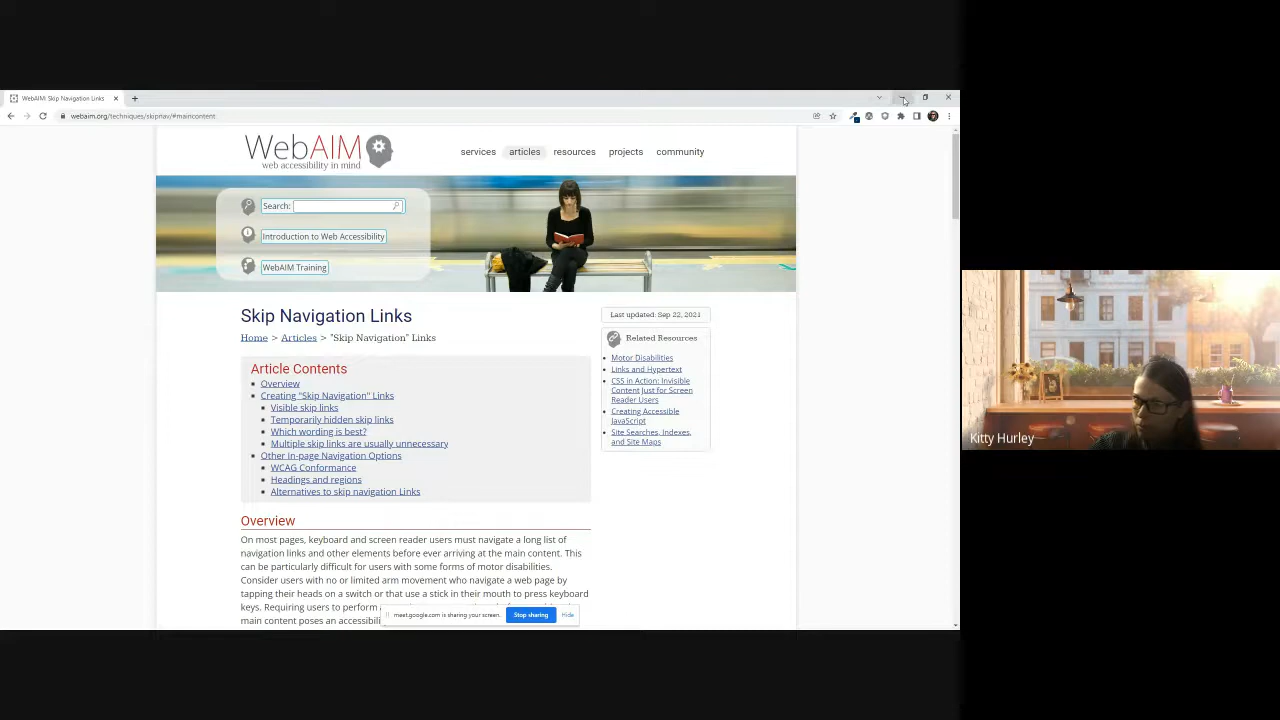 WebAIM: Skip Navigation Links
webaim.org/techniques/skipnav/#maincontent
WebAIM
web accessibility in mind
services articles resources projects community
Search:
Introduction to Web Accessibility
WebAIM Training
Skip Navigation Links
Home > Articles > "Skip Navigation" Links
Article Contents
Overview
Creating "Skip Navigation" Links
Visible skip links
Temporarily hidden skip links
Which wording is best?
Multiple skip links are usually unnecessary
Other In-page Navigation Options
WCAG Conformance
Headings and regions
Alternatives to skip navigation Links
Last updated: Sep 22, 2021
Related Resources
Motor Disabilities
Links and Hypertext
CSS in Action: Invisible
Content Just for Screen
Reader Users
Creating Accessible
JavaScript
Site Searches, Indexes,
and Site Maps
Overview
On most pages, keyboard and screen reader users must navigate a long list of
navigation links and other elements before ever arriving at the main content. This
can be particularly difficult for users with some forms of motor disabilities.
Consider users with no or limited arm movement who navigate a web page by
tapping their heads on a switch or that use a stick in their mouth to press keyboard
keys. Requiring users to perform
main content poses an
meet.google.com is sharing your screen.
Stop sharing
Hide
Kitty Hurley